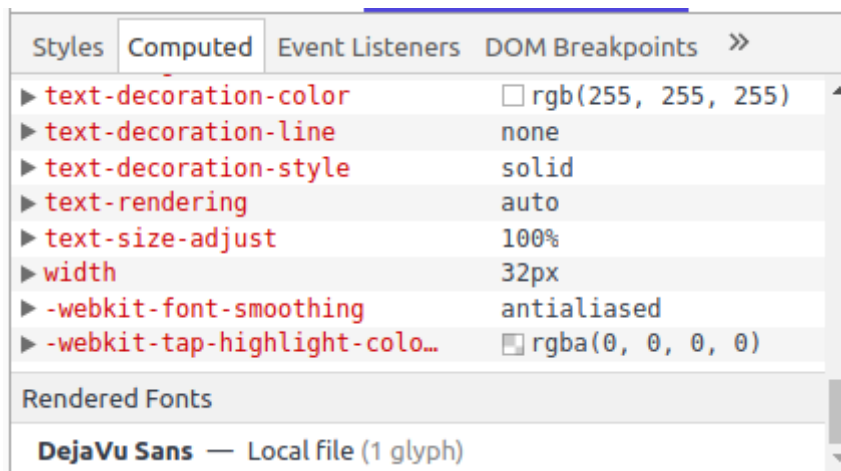 Styles Computed Event Listeners DOM Breakpoints »
text-decoration-color rgb(255, 255, 255)
text-decoration-line none
text-decoration-style solid
text-rendering auto
text-size-adjust 100%
width 32px
-webkit-font-smoothing antialiased
-webkit-tap-highlight-colo… rgba(0, 0, 0, 0)
Rendered Fonts
DejaVu Sans — Local file (1 glyph)